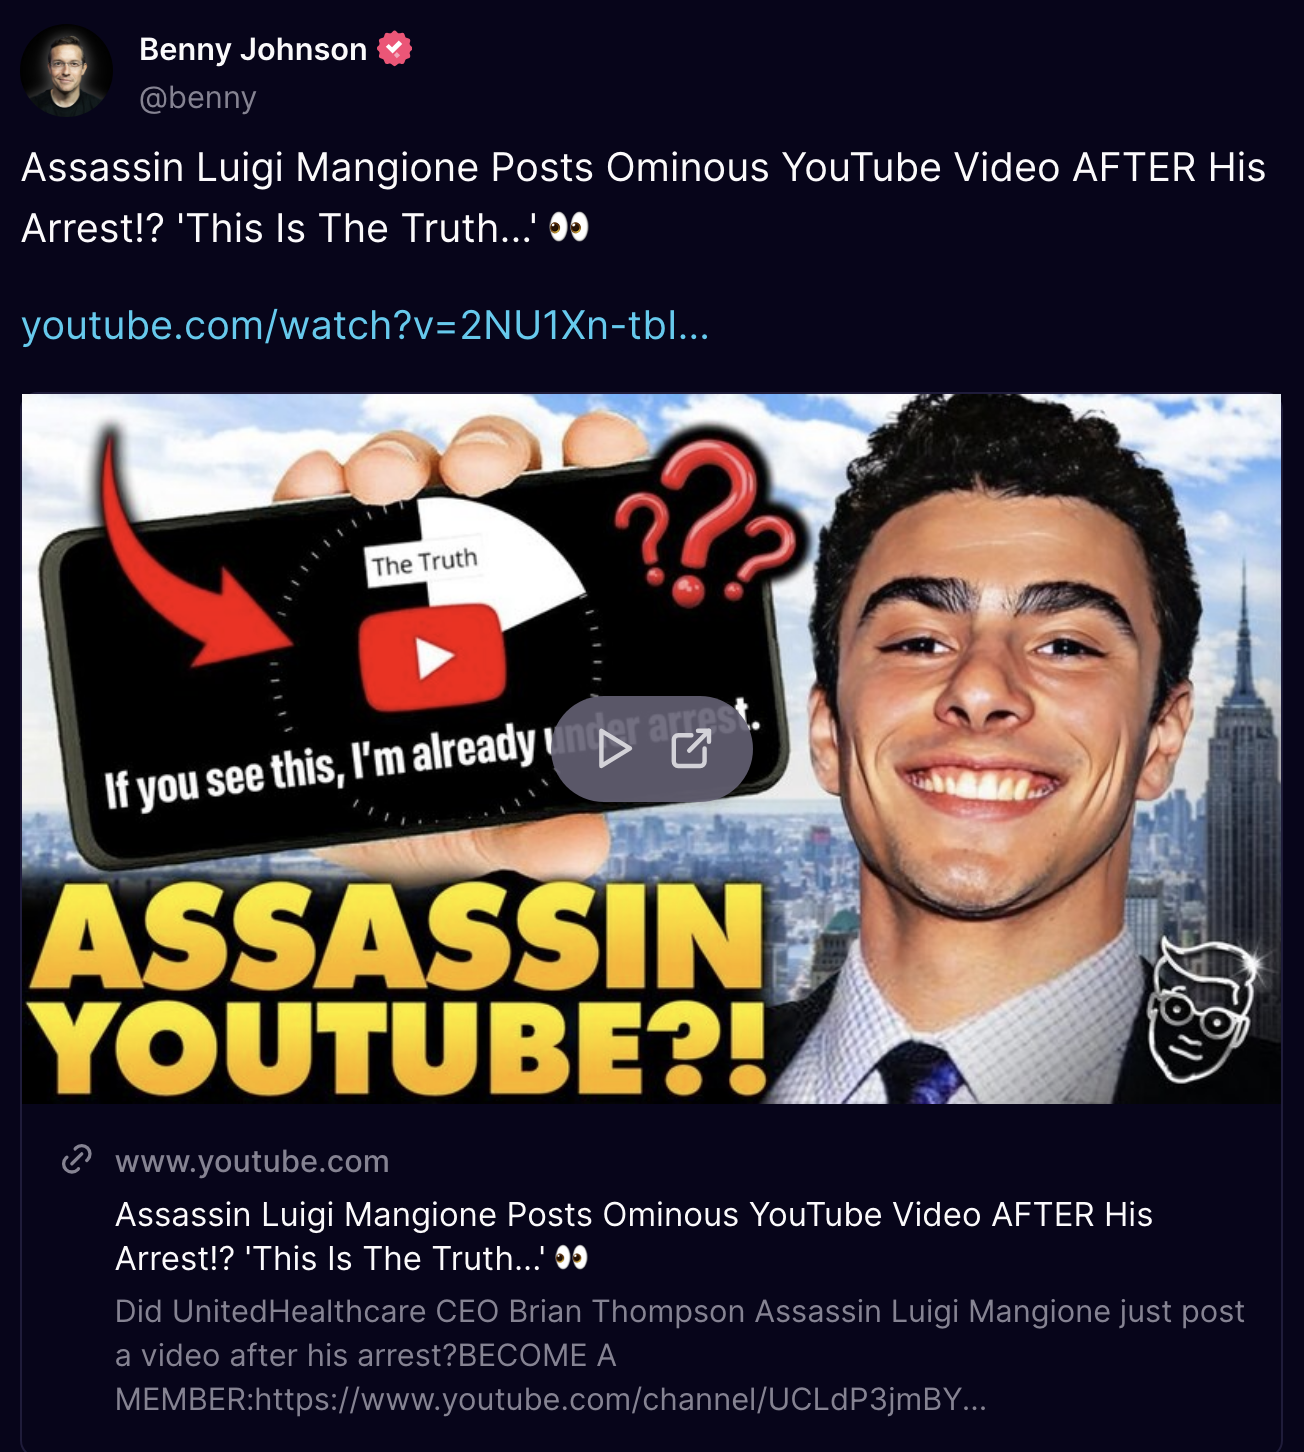 Benny Johnson
@benny
Assassin Luigi Mangione Posts Ominous YouTube Video AFTER His
Arrest!? 'This Is The Truth...' 👀
youtube.com/watch?v=2NU1Xn-tbI...
The Truth
If you see this, I'm already under arrest.
ASSASSIN
YOUTUBE?!
www.youtube.com
Assassin Luigi Mangione Posts Ominous YouTube Video AFTER His
Arrest!? 'This Is The Truth...' 👀
Did UnitedHealthcare CEO Brian Thompson Assassin Luigi Mangione just post
a video after his arrest?BECOME A
MEMBER:https://www.youtube.com/channel/UCLdP3jmBY...